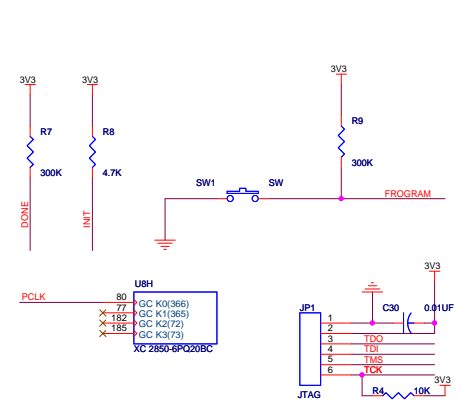 3V3
3V3
3V3
R7
R8
R9
300K
4.7K
300K
SW1
SW
DONE
INIT
FROGRAM
U8H
3V3
PCLK
80
GC K0(366)
77
GC K1(365)
182
GC K2(72)
185
GC K3(73)
XC 2850-6PQ20BC
JP1
C30
0.01UF
1
2
3
TDO
4
TDI
5
TMS
6
TCK
3V3
R4
10K
JTAG